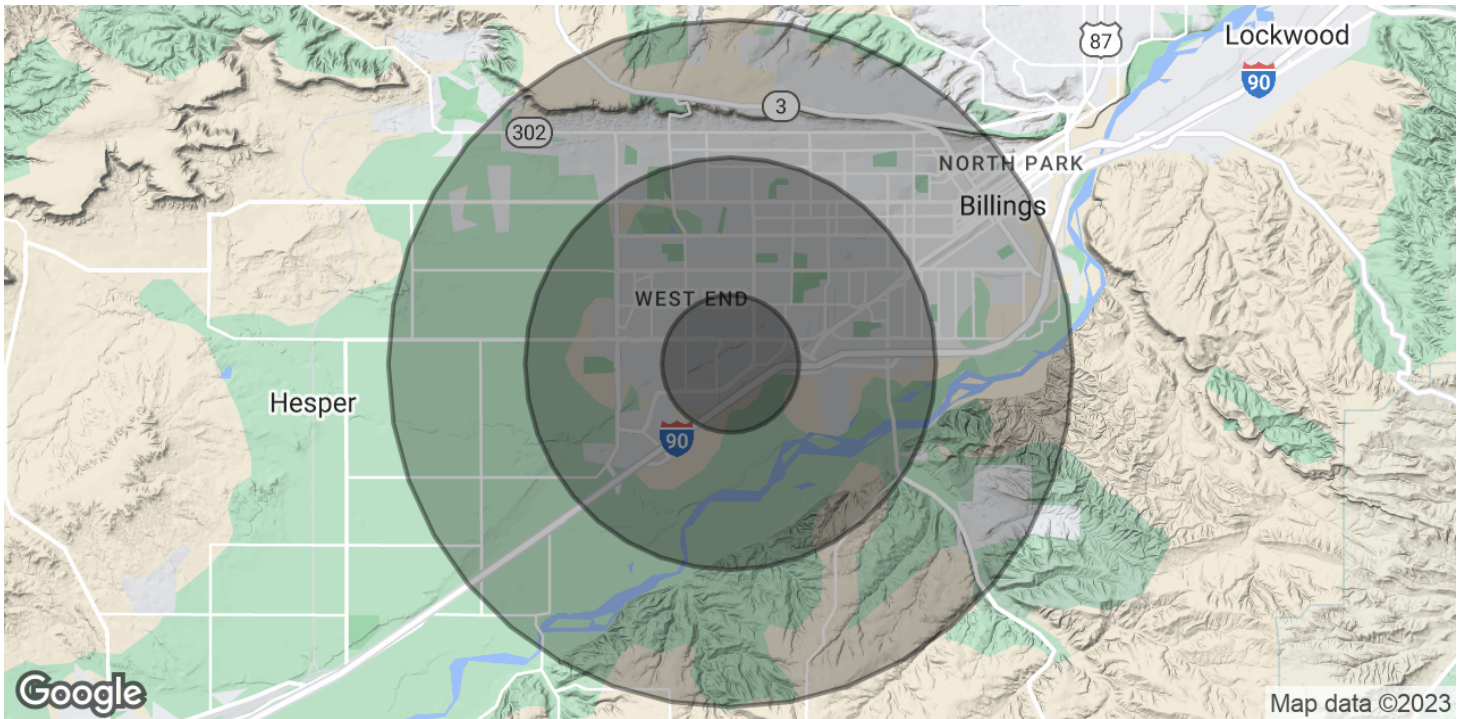 Lockwood
87
90
3
302
NORTH PARK
Billings
WEST END
Hesper
90
Google
Map data ©2023